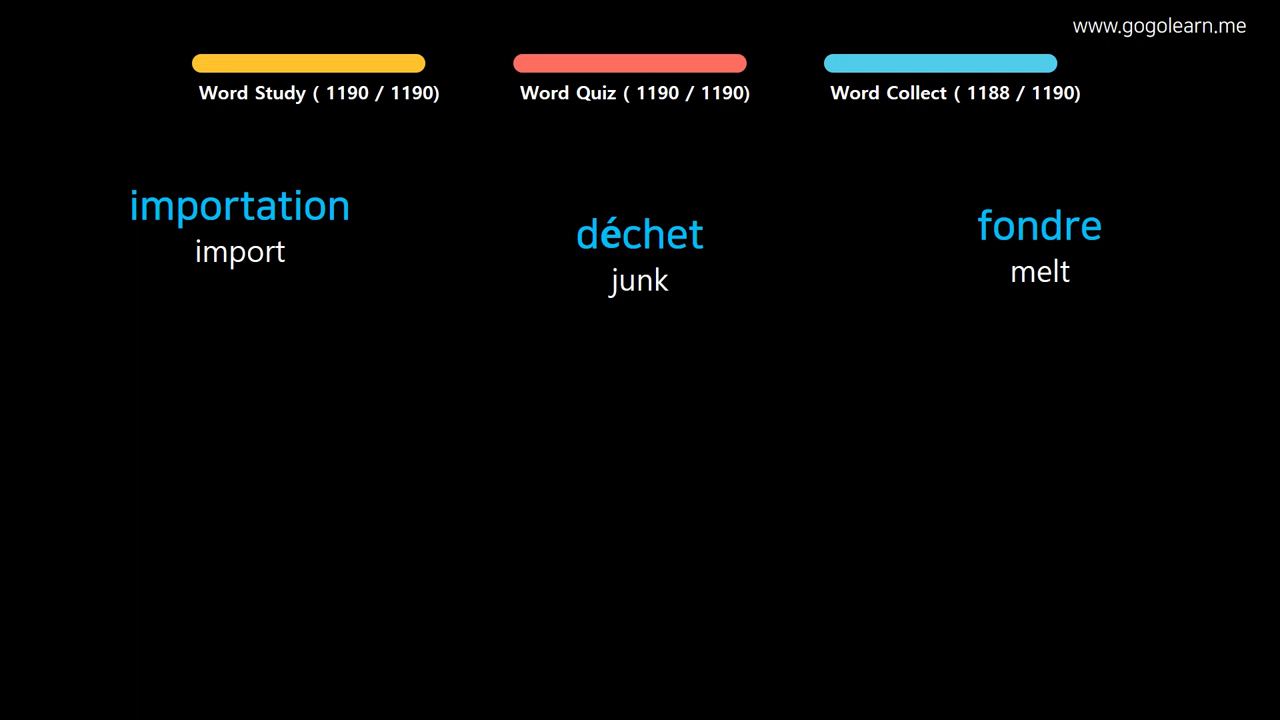 www.gogolearn.me
Word Study ( 1190 / 1190)
Word Quiz ( 1190 / 1190)
Word Collect ( 1188 / 1190)
importation
import
déchet
junk
fondre
melt